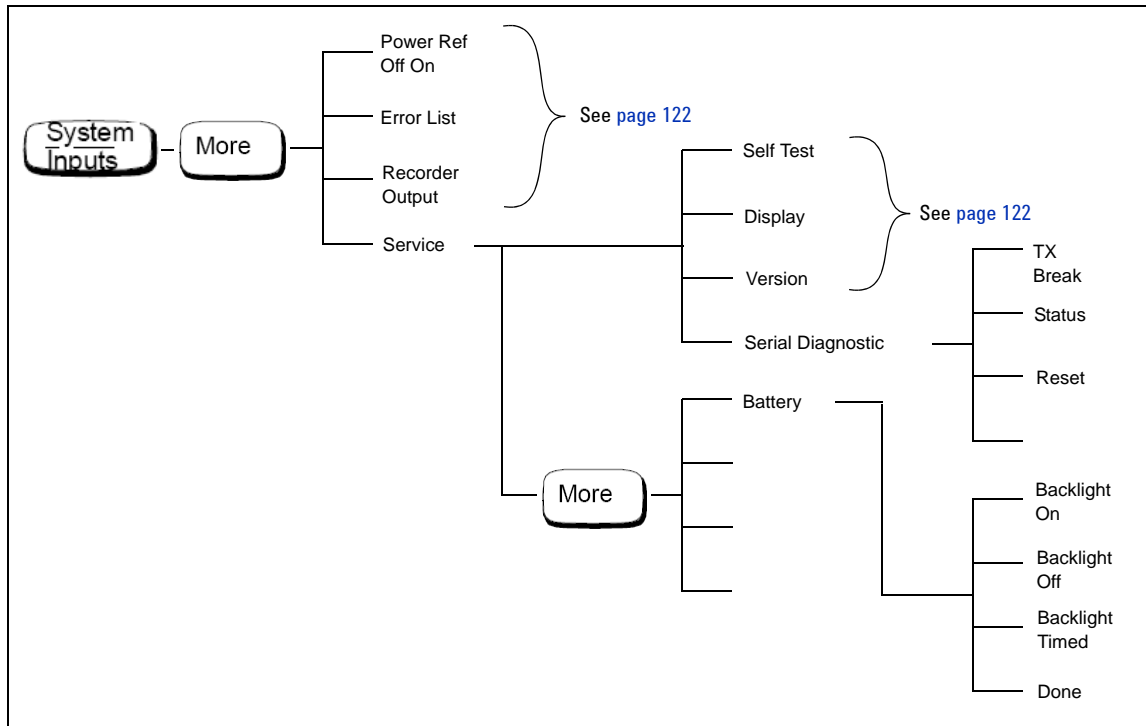 Power Ref
Off On
Error List
Recorder
Output
Service
See page 122
System
Inputs
More
Self Test
Display
Version
Serial Diagnostic
See page 122
TX
Break
Status
Reset
More
Battery
Backlight
On
Backlight
Off
Backlight
Timed
Done